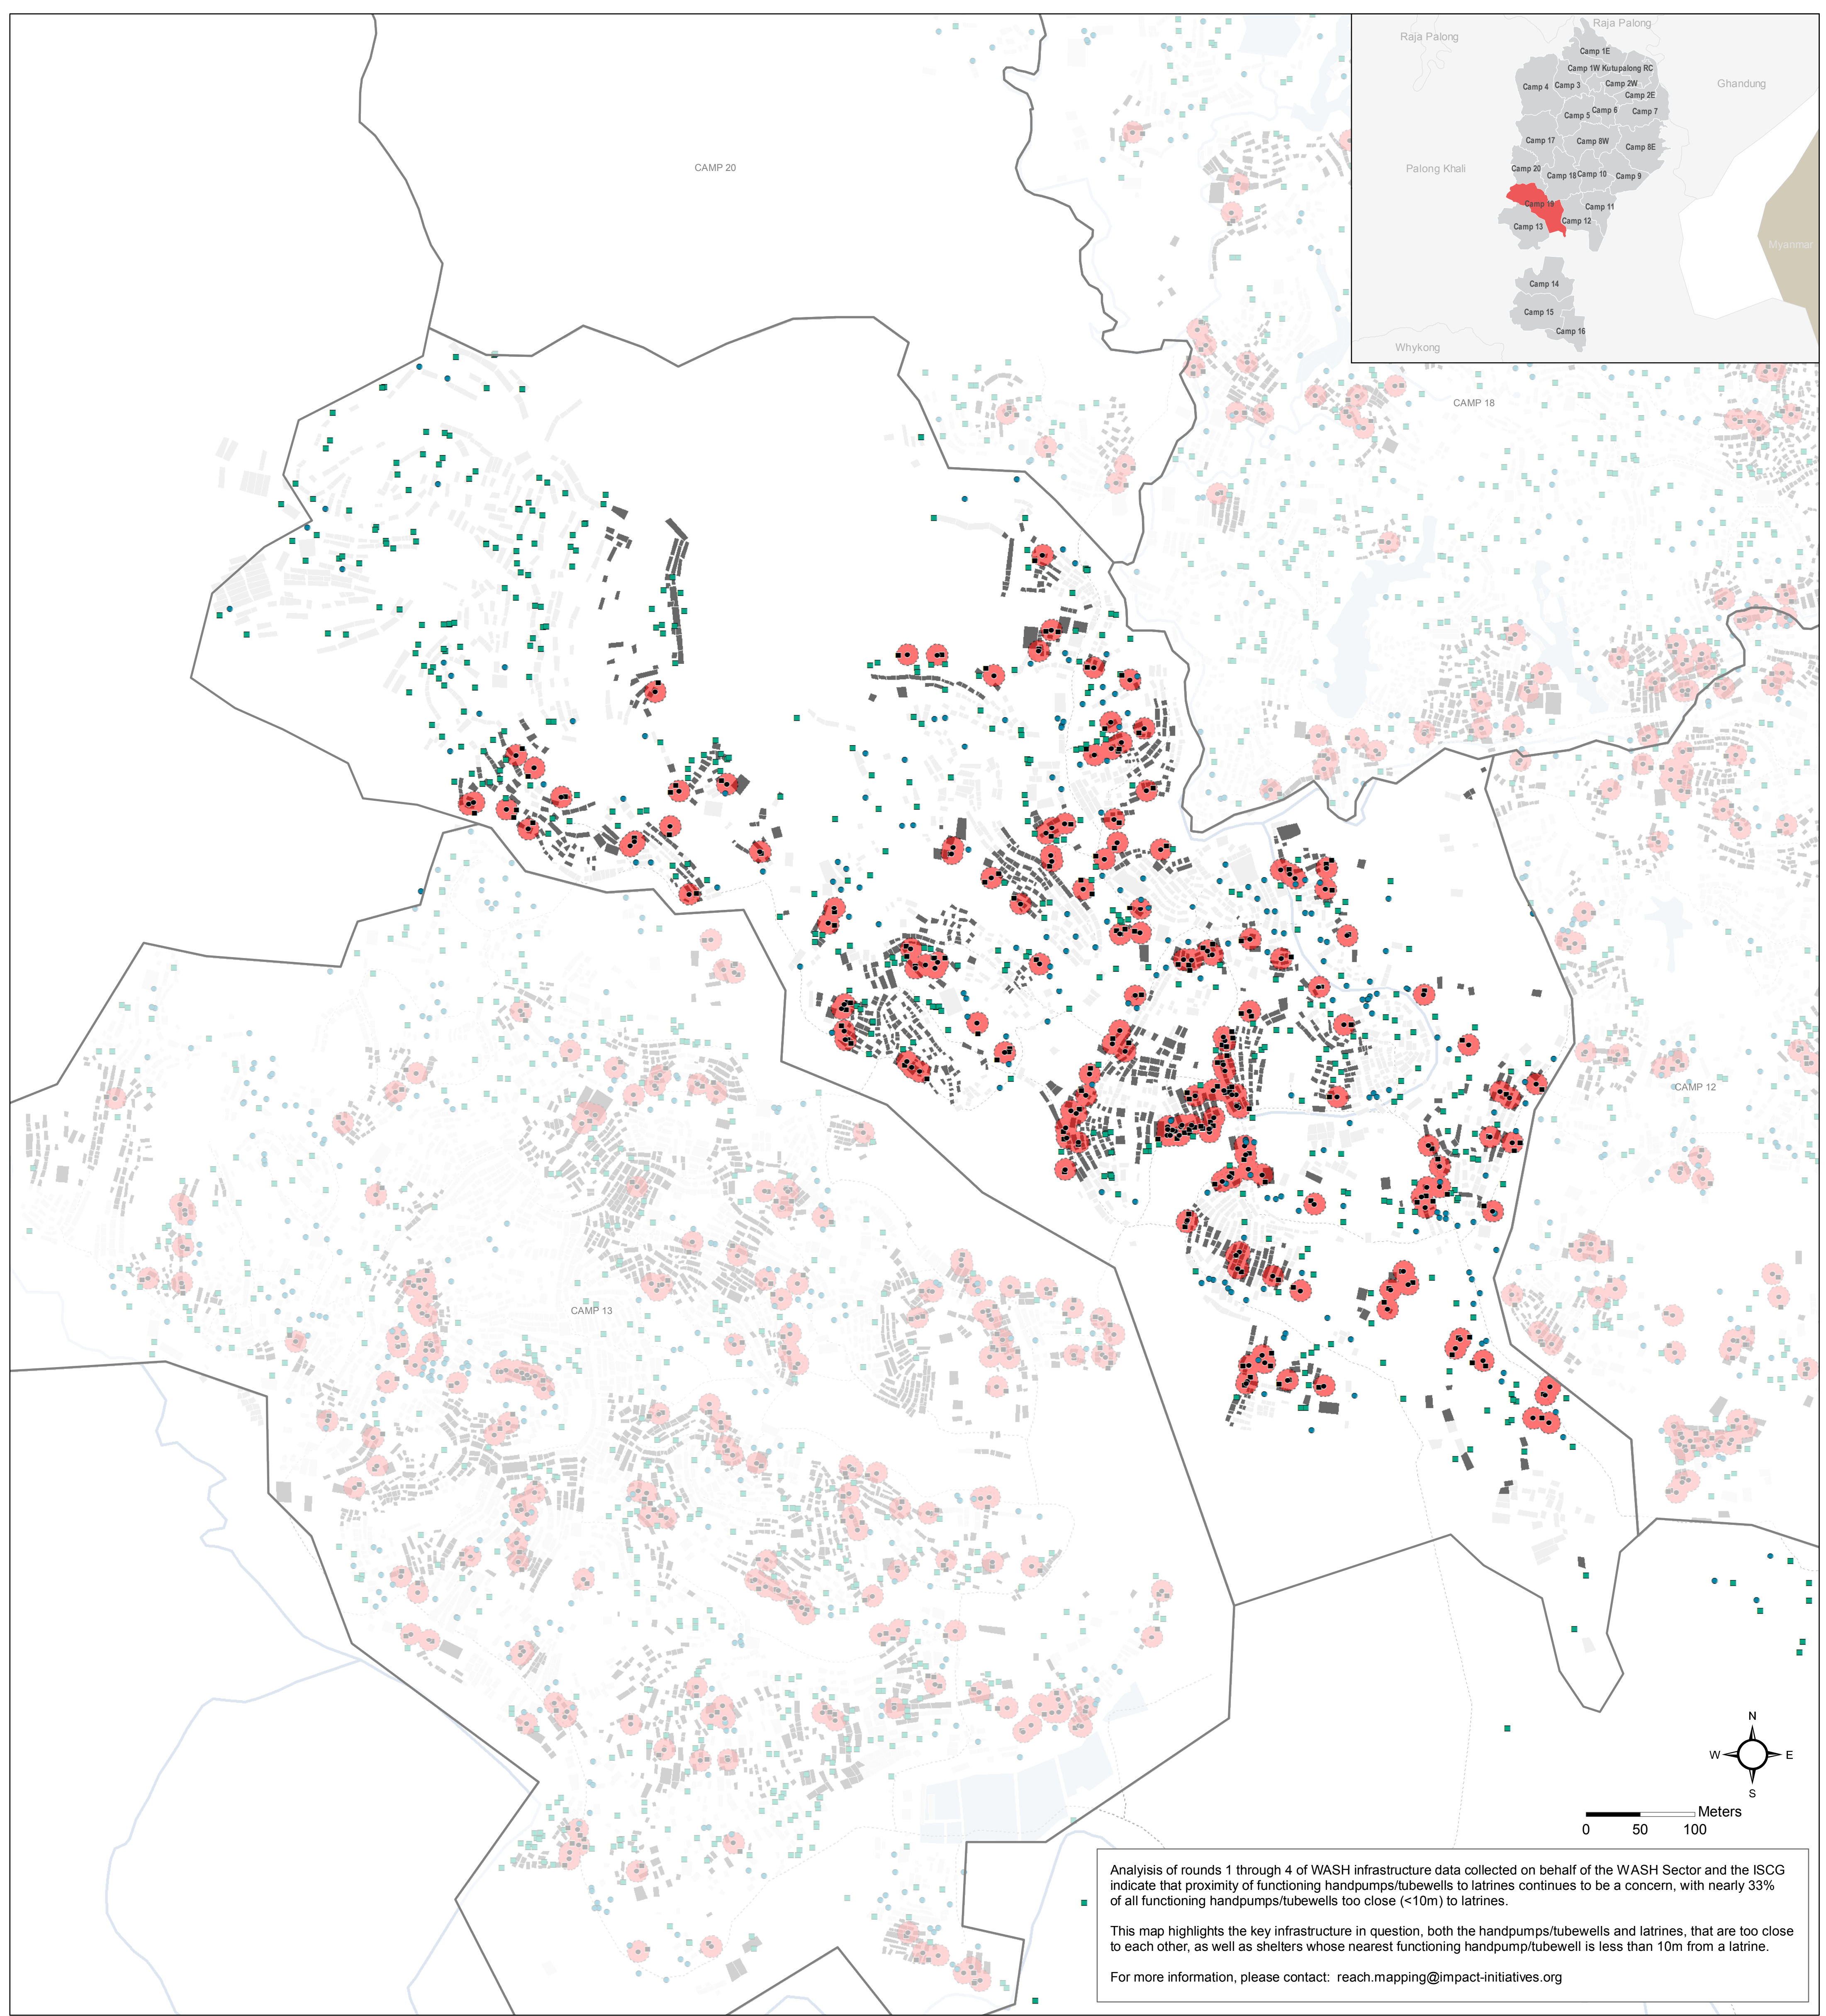 Raja Palong
Raja Palong
Camp 1E
Camp 1W Kutupalong RC
Ghandung
Camp 4
Camp 3
Camp 2W
Camp 2E
Camp 6
Camp 7
Camp 5
Camp 17
Camp 8W
Camp 8E
Palong Khali
Camp 20
Camp 18
Camp 10
Camp 9
Camp 19
Camp 11
Camp 12
Camp 13
Myanmar
Camp 14
Camp 15
Camp 16
Whykong
CAMP 20
CAMP 18
CAMP 12
CAMP 13
N
W
E
S
Meters
0 50 100
Analyisis of rounds 1 through 4 of WASH infrastructure data collected on behalf of the WASH Sector and the ISCG
indicate that proximity of functioning handpumps/tubewells to latrines continues to be a concern, with nearly 33%
of all functioning handpumps/tubewells too close (<10m) to latrines.
This map highlights the key infrastructure in question, both the handpumps/tubewells and latrines, that are too close
to each other, as well as shelters whose nearest functioning handpump/tubewell is less than 10m from a latrine.
For more information, please contact: reach.mapping@impact-initiatives.org